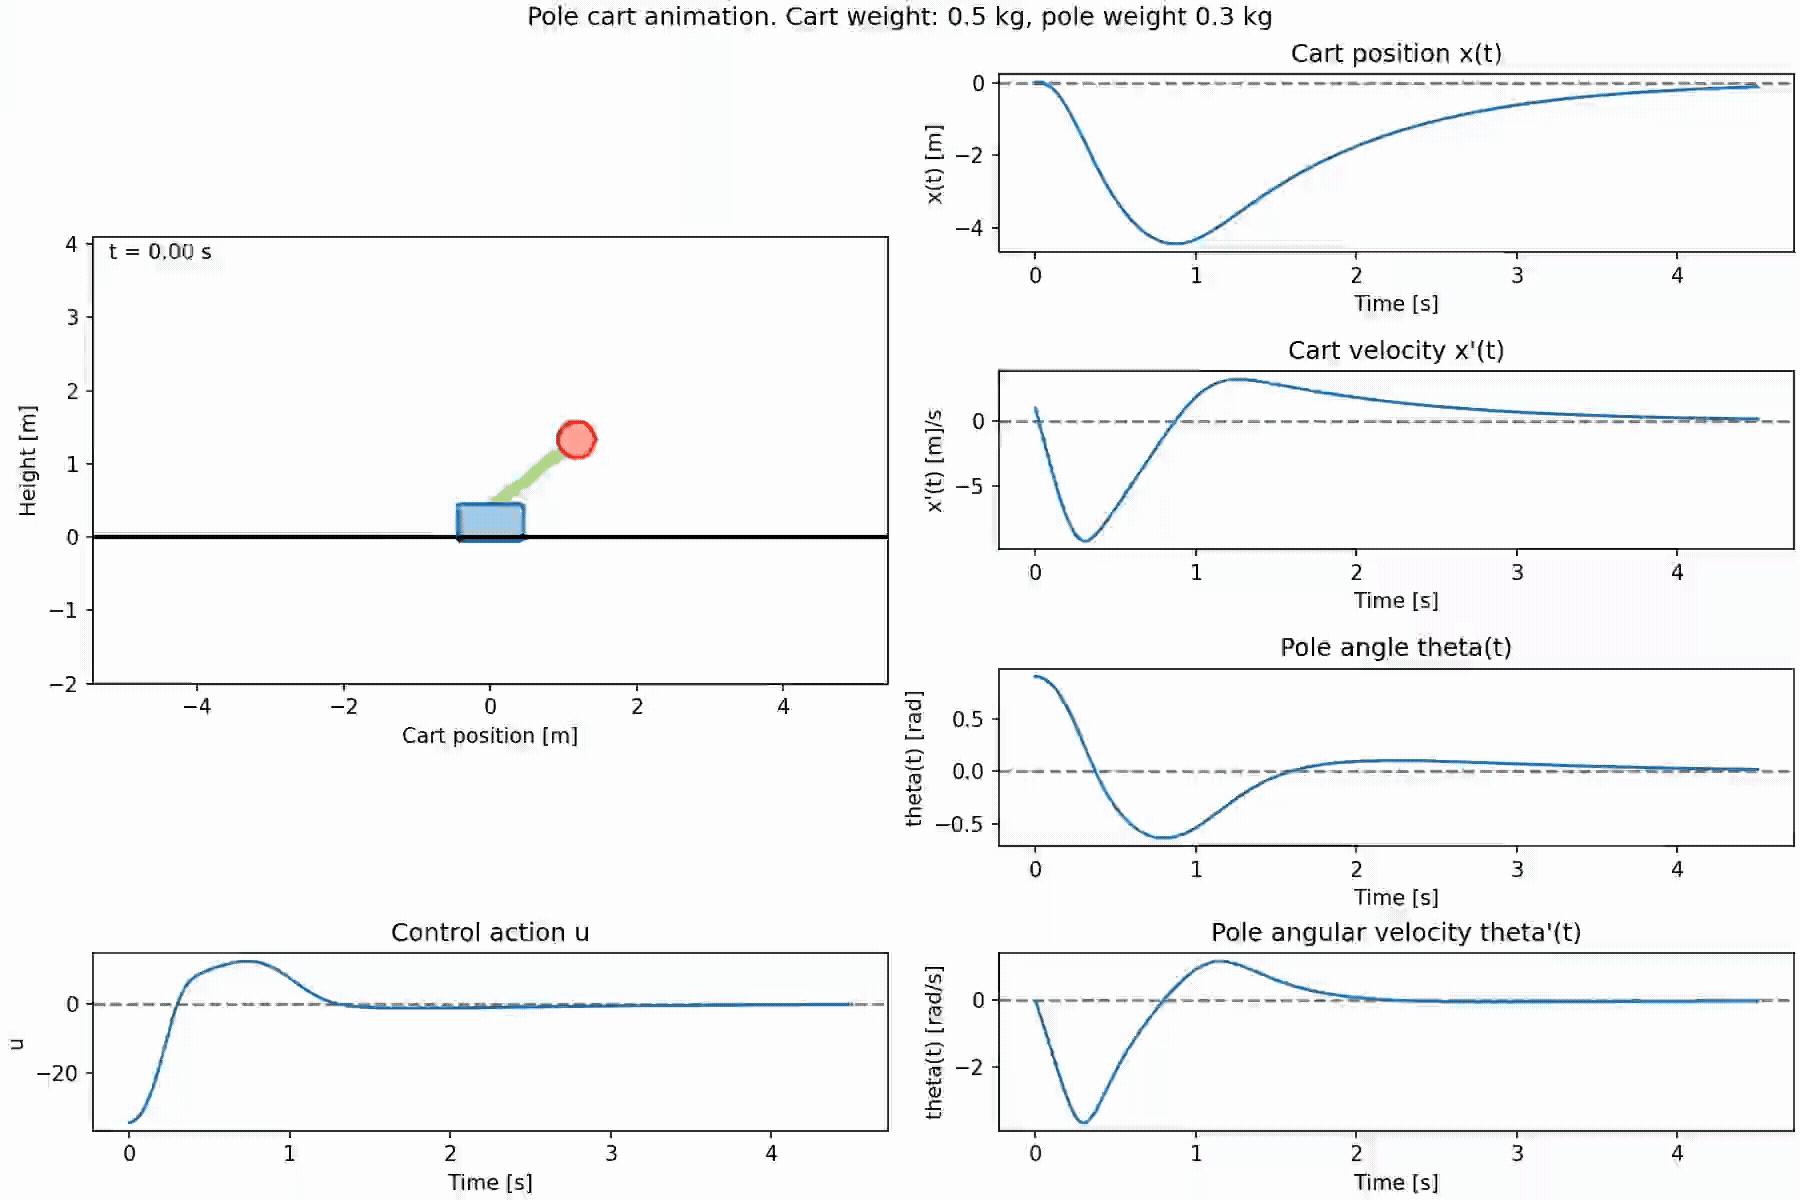 Pole cart animation. Cart weight: 0.5 kg, pole weight 0.3 kg
t = 0.00 s
4
3
2
1
0
−1
−2
Height [m]
−4
−2
0
2
4
Cart position [m]
Control action u
0
−20
u
0
1
2
3
4
Time [s]
Cart position x(t)
0
−2
−4
x(t) [m]
0
1
2
3
4
Time [s]
Cart velocity x'(t)
0
−5
x'(t) [m]/s
0
1
2
3
4
Time [s]
Pole angle theta(t)
0.5
0.0
−0.5
theta(t) [rad]
0
1
2
3
4
Time [s]
Pole angular velocity theta'(t)
0
−2
theta(t) [rad/s]
0
1
2
3
4
Time [s]